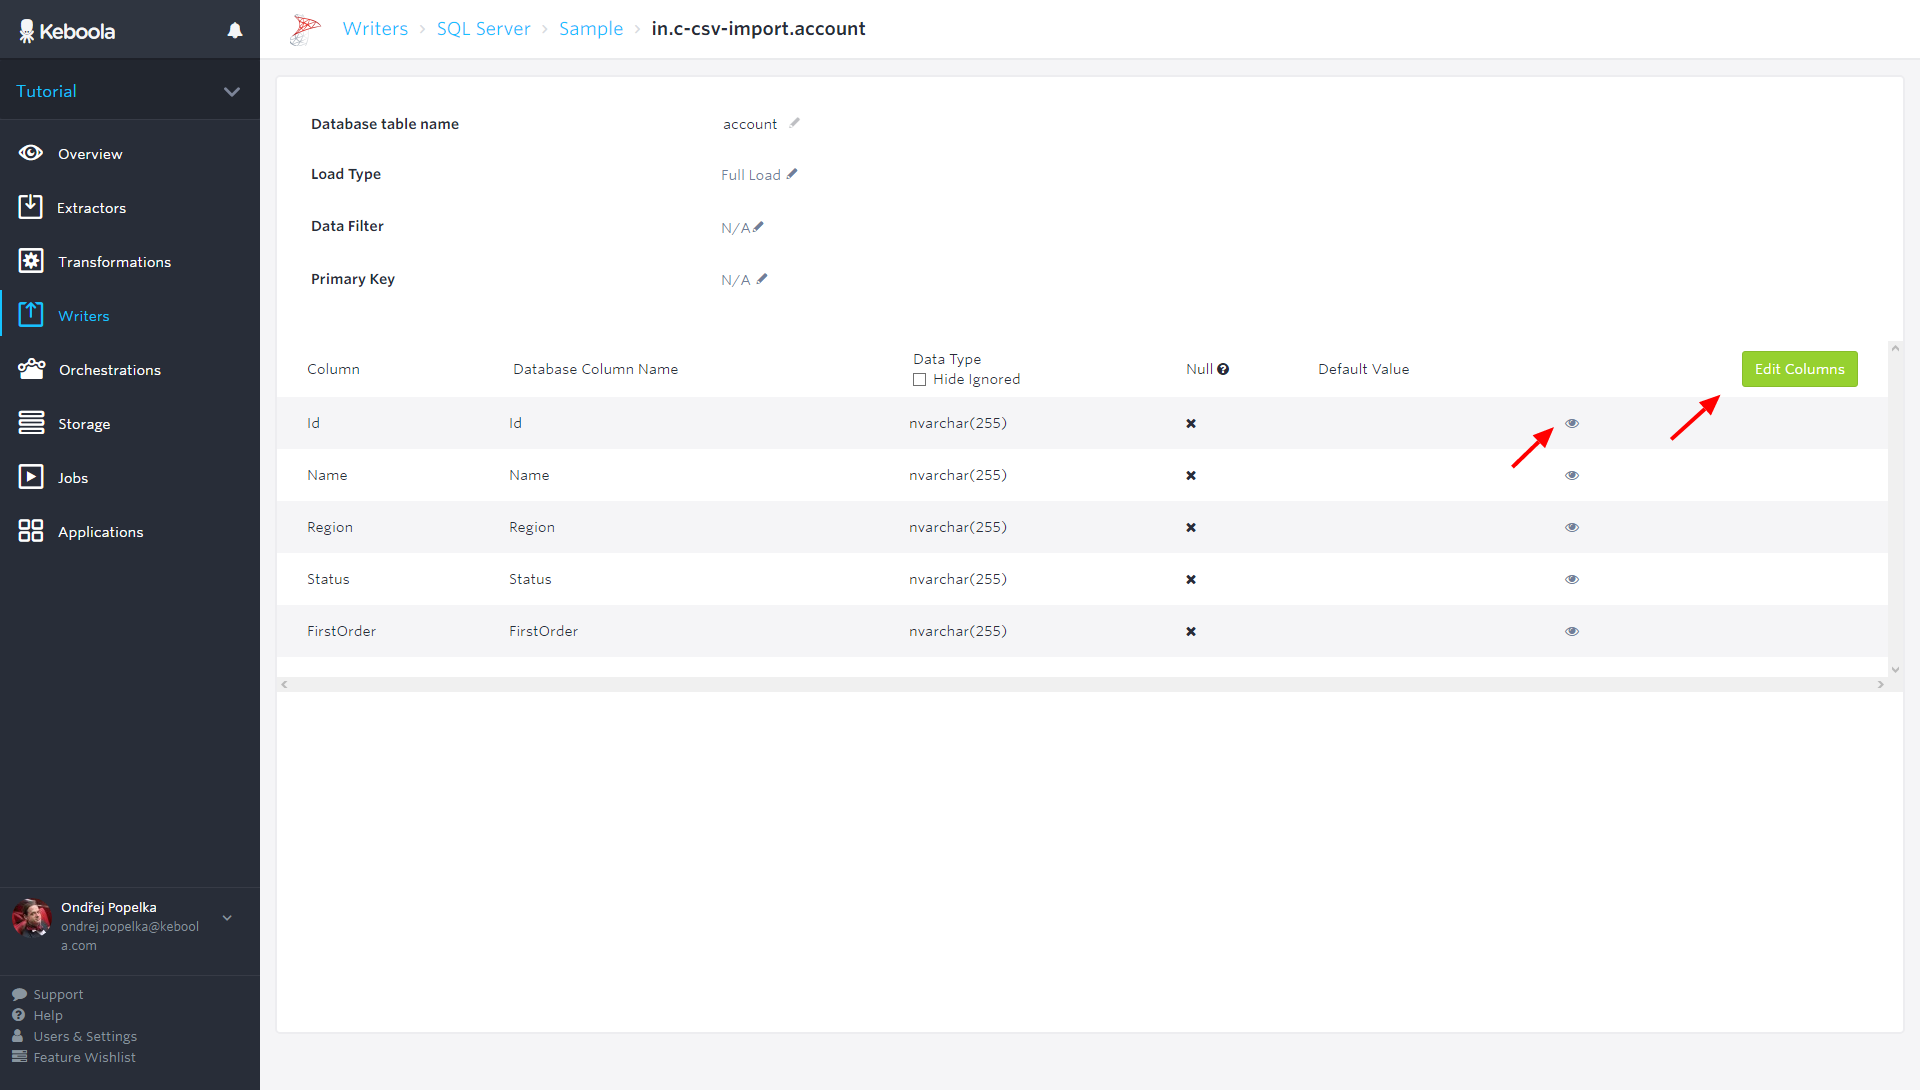 Keboola
Writers › SQL Server › Sample › in.c-csv-import.account
Tutorial
Overview
Extractors
Transformations
Writers
Orchestrations
Storage
Jobs
Applications
Ondřej Popelka
ondrej.popelka@kebool
a.com
Support
Help
Users & Settings
Feature Wishlist
Database table name account
Load Type Full Load
Data Filter N/A
Primary Key N/A
Column Database Column Name Data Type Null Default Value Edit Columns
Hide Ignored
Id Id nvarchar(255)
Name Name nvarchar(255)
Region Region nvarchar(255)
Status Status nvarchar(255)
FirstOrder FirstOrder nvarchar(255)